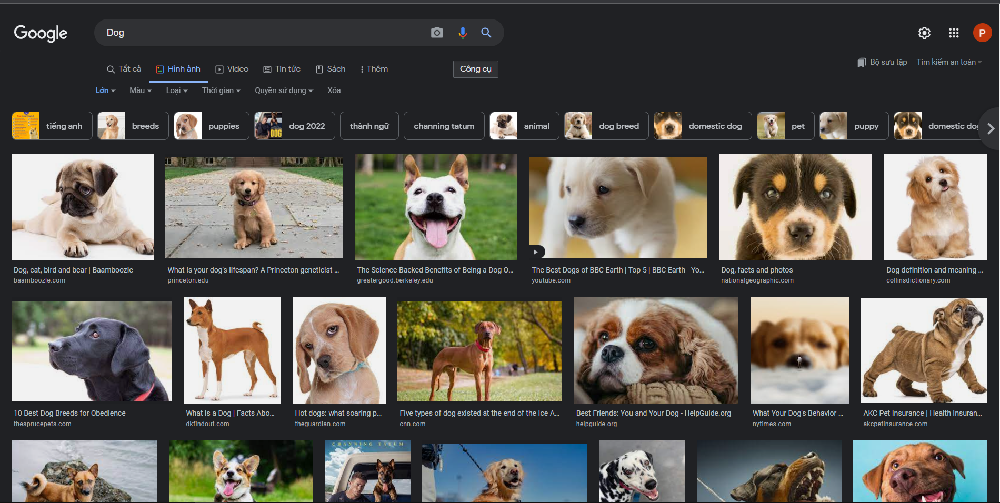 Google
Dog
P
Tất cả
Hình ảnh
Video
Tin tức
Sách
Thêm
Công cụ
Bộ sưu tập
Tìm kiếm an toàn
Lớn
Màu
Loại
Thời gian
Quyền sử dụng
Xóa
tiếng anh
breeds
puppies
DOG
dog 2022
thành ngữ
channing tatum
animal
dog breed
domestic dog
pet
puppy
domestic dog
Dog, cat, bird and bear | Baamboozle
baamboozle.com
What is your dog's lifespan? A Princeton geneticist ...
princeton.edu
The Science-Backed Benefits of Being a Dog O...
greatergood.berkeley.edu
The Best Dogs of BBC Earth | Top 5 | BBC Earth - Yo...
youtube.com
Dog, facts and photos
nationalgeographic.com
Dog definition and meaning ...
collinsdictionary.com
10 Best Dog Breeds for Obedience
thesprucepets.com
What is a Dog | Facts Abo...
dkfindout.com
Hot dogs: what soaring p...
theguardian.com
Five types of dog existed at the end of the Ice A...
cnn.com
Best Friends: You and Your Dog - HelpGuide.org
helpguide.org
What Your Dog's Behavior ...
nytimes.com
AKC Pet Insurance | Health Insuran...
akcpetinsurance.com
CHANNING TATUM